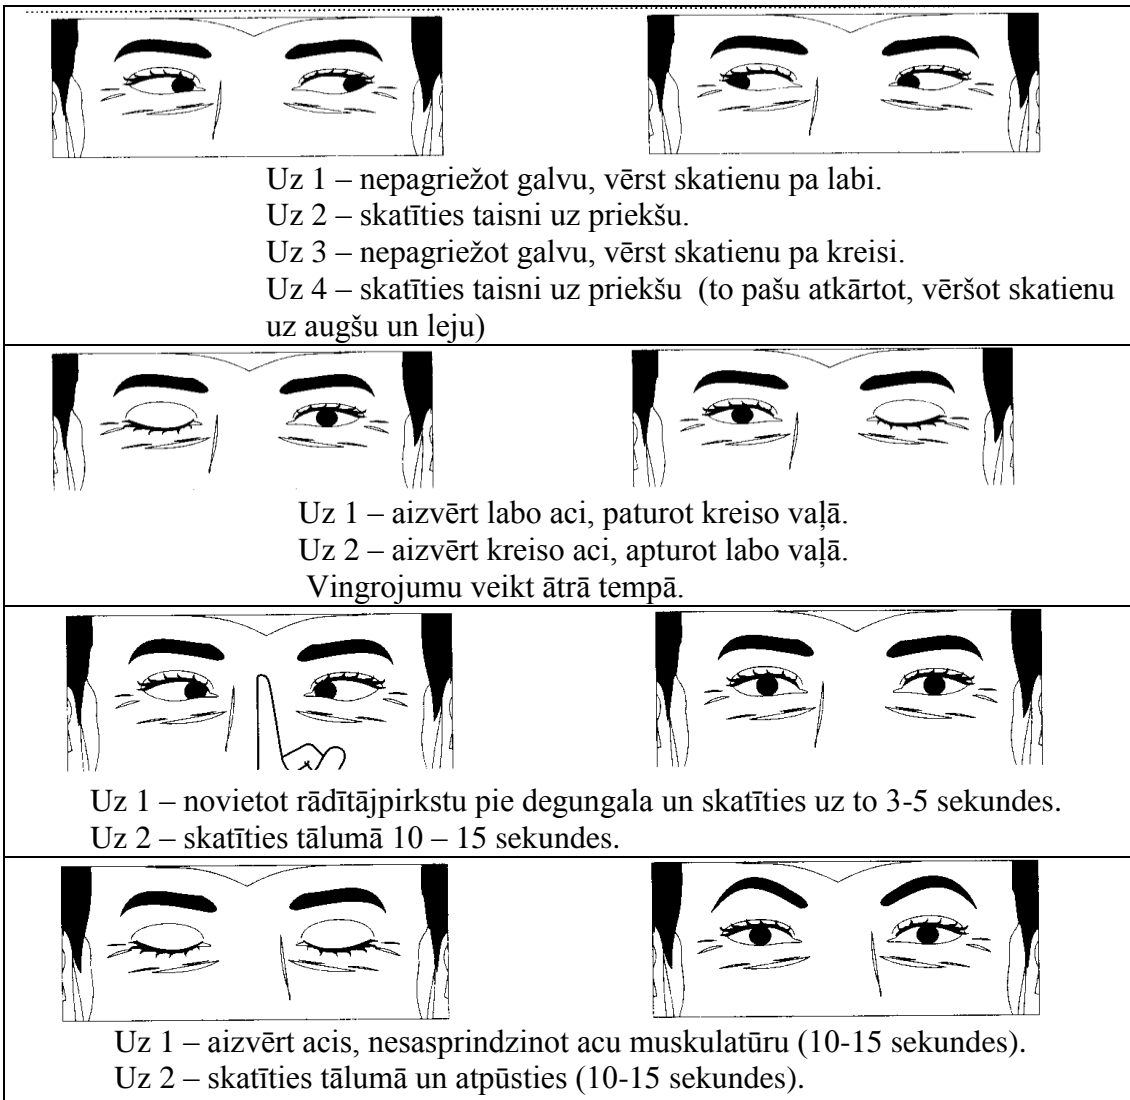 Uz 1 – nepagriežot galvu, vērst skatienu pa labi.
Uz 2 – skatīties taisni uz priekšu.
Uz 3 – nepagriežot galvu, vērst skatienu pa kreisi.
Uz 4 – skatīties taisni uz priekšu (to pašu atkārtot, vēršot skatienu
uz augšu un leju)
Uz 1 – aizvērt labo aci, paturot kreiso vaļā.
Uz 2 – aizvērt kreiso aci, apturot labo vaļā.
Vingrojumu veikt ātrā tempā.
Uz 1 – novietot rādītājpirkstu pie degungala un skatīties uz to 3-5 sekundes.
Uz 2 – skatīties tālumā 10 – 15 sekundes.
Uz 1 – aizvērt acis, nesasprindzinot acu muskulatūru (10-15 sekundes).
Uz 2 – skatīties tālumā un atpūsties (10-15 sekundes).